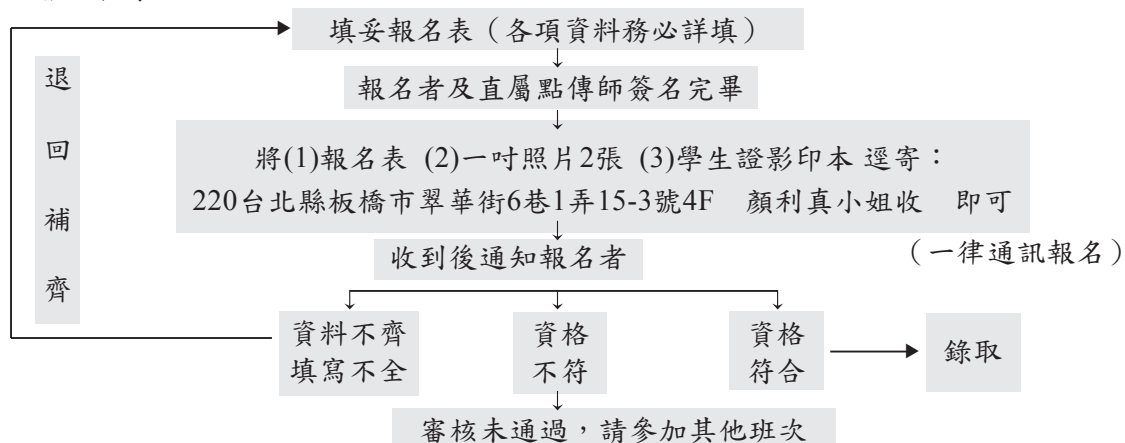 填妥報名表（各項資料務必詳填）
報名者及直屬點傳師簽名完畢
將(1)報名表 (2)一吋照片2張 (3)學生證影印本 逕寄：
220台北縣板橋市翠華街6巷1弄15-3號4F 顏利真小姐收 即可
（一律通訊報名）
收到後通知報名者
退
回
補
齊
資料不齊
填寫不全
資格
不符
資格
符合
錄取
審核未通過，請參加其他班次